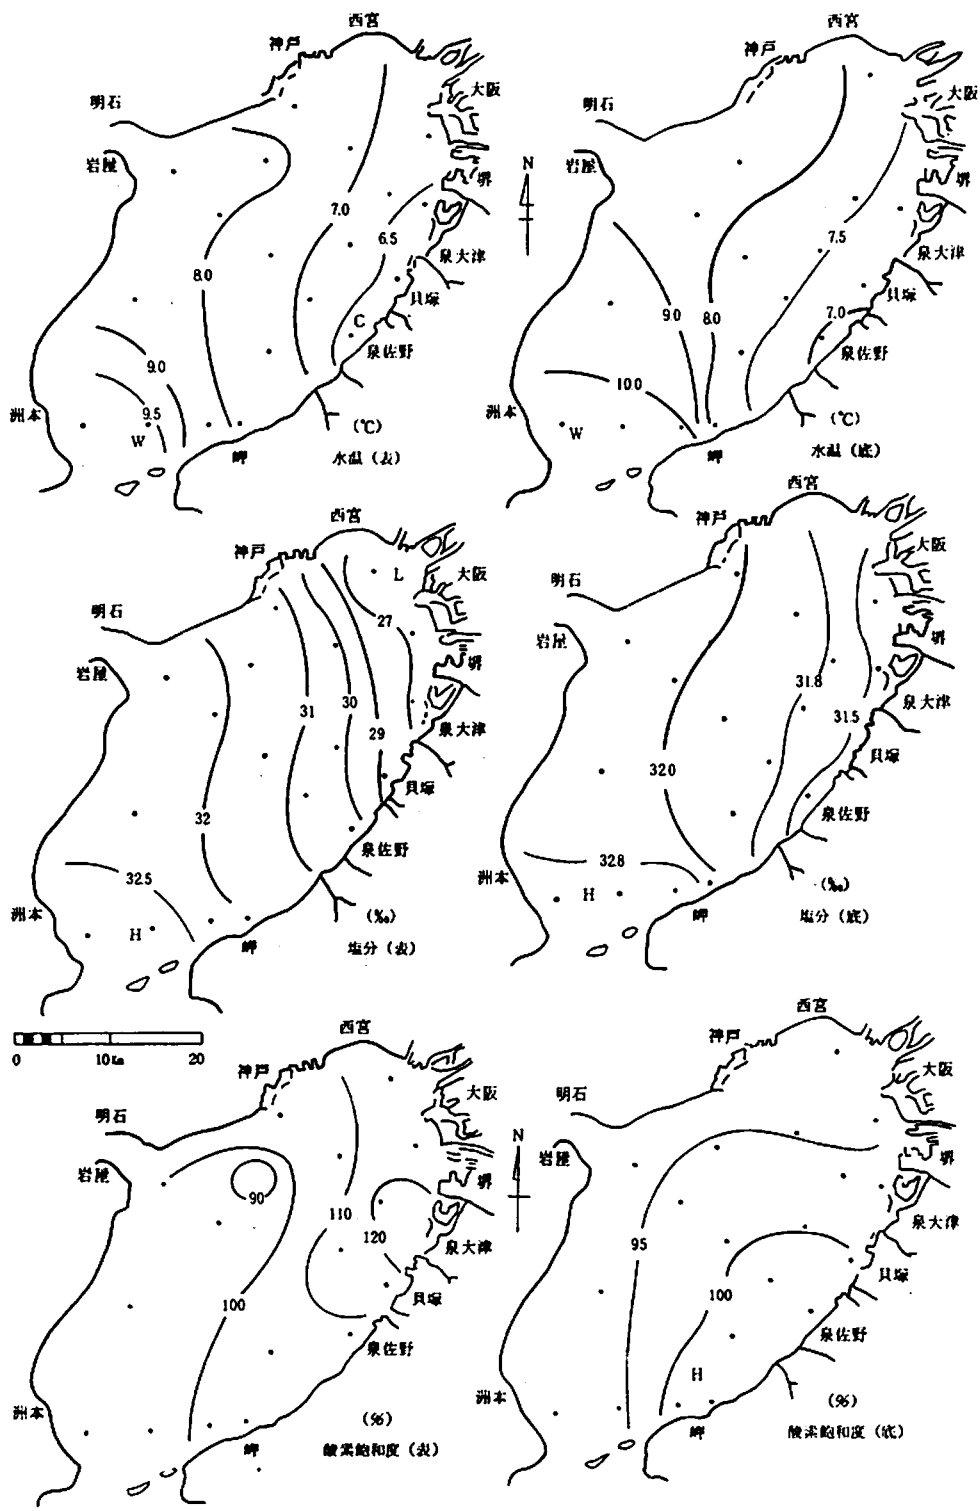 西宮
神戸
明石
大阪
岩屋
堺
7.0
6.5
泉大津
8.0
貝塚
C
泉佐野
9.0
9.5
洲本
W
(℃)
岬
水温（表）
西宮
神戸
大阪
岩屋
N
堺
7.5
泉大津
貝塚
9.0
8.0
7.0
泉佐野
10.0
洲本
W
(℃)
岬
水温（底）
西宮
神戸
L
大阪
明石
27
岩屋
堺
31
30
29
泉大津
貝塚
32
泉佐野
32.5
洲本
H
(‰)
岬
塩分（表）
西宮
神戸
大阪
明石
岩屋
堺
31.8
31.5
泉大津
貝塚
32.0
泉佐野
32.8
洲本
H
(‰)
岬
塩分（底）
0 10km 20
西宮
神戸
大阪
明石
岩屋
堺
90
110
120
泉大津
貝塚
100
泉佐野
洲本
(%)
岬
酸素飽和度（表）
西宮
神戸
大阪
明石
N
岩屋
堺
泉大津
95
貝塚
100
泉佐野
H
洲本
(%)
岬
酸素飽和度（底）